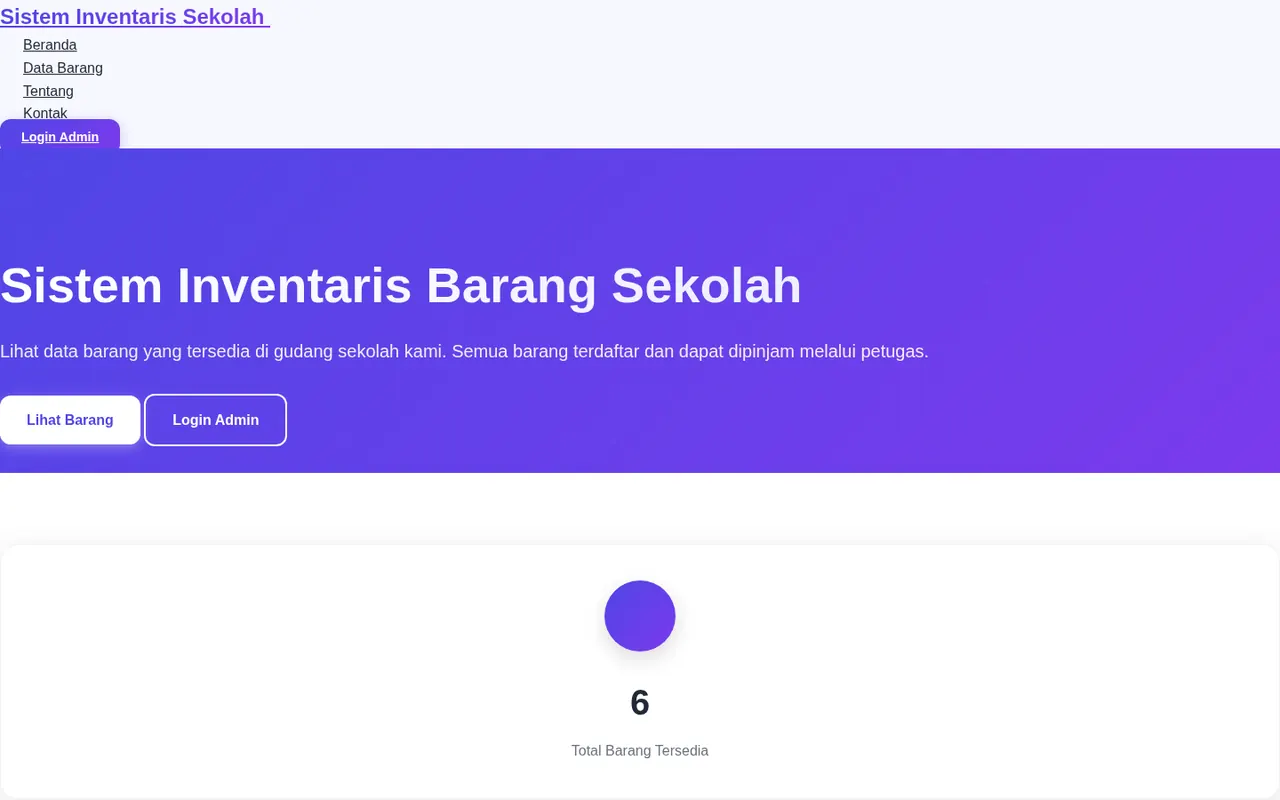 Sistem Inventaris Sekolah
Beranda
Data Barang
Tentang
Kontak
Login Admin
Sistem Inventaris Barang Sekolah
Lihat data barang yang tersedia di gudang sekolah kami. Semua barang terdaftar dan dapat dipinjam melalui petugas.
Lihat Barang Login Admin
6
Total Barang Tersedia